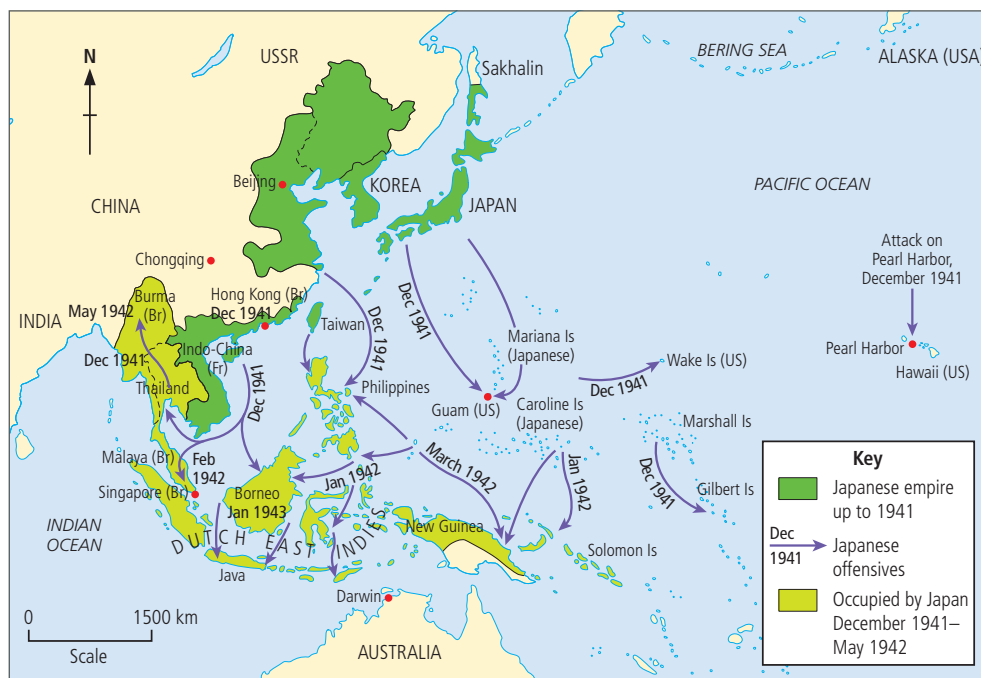 BERING SEA
ALASKA (USA)
USSR
Sakhalin
N
Beijing
KOREA
JAPAN
PACIFIC OCEAN
CHINA
Chongqing
Attack on
Pearl Harbor,
December 1941
May 1942
Burma
(Br)
Hong Kong (Br)
Dec 1941
INDIA
Taiwan
Dec 1941
Dec 1941
Mariana Is
(Japanese)
Pearl Harbor
Hawaii (US)
Dec 1941
Indo-China
(Fr)
Wake Is (US)
Dec 1941
Thailand
Dec 1941
Philippines
Guam (US)
Caroline Is
(Japanese)
Marshall Is
Malaya (Br)
Feb
1942
Singapore (Br)
Borneo
Jan 1943
Jan 1942
March 1942
Jan 1942
Dec 1941
Gilbert Is
INDIAN
OCEAN
DUTCH EAST INDIES
New Guinea
Solomon Is
Java
Darwin
AUSTRALIA
0 1500 km
Scale
Key
Japanese empire
up to 1941
Dec
1941
Japanese
offensives
Occupied by Japan
December 1941–
May 1942